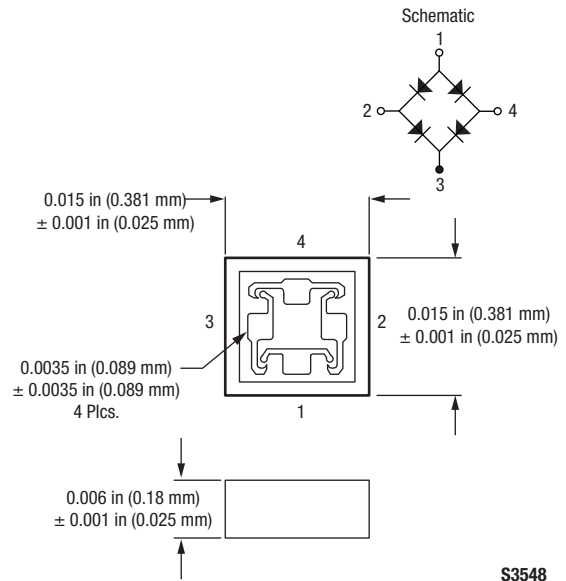 Schematic
1
2
4
3
0.015 in (0.381 mm)
± 0.001 in (0.025 mm)
4
3
2
0.015 in (0.381 mm)
± 0.001 in (0.025 mm)
0.0035 in (0.089 mm)
± 0.0035 in (0.089 mm)
4 Plcs.
1
0.006 in (0.18 mm)
± 0.001 in (0.025 mm)
S3548